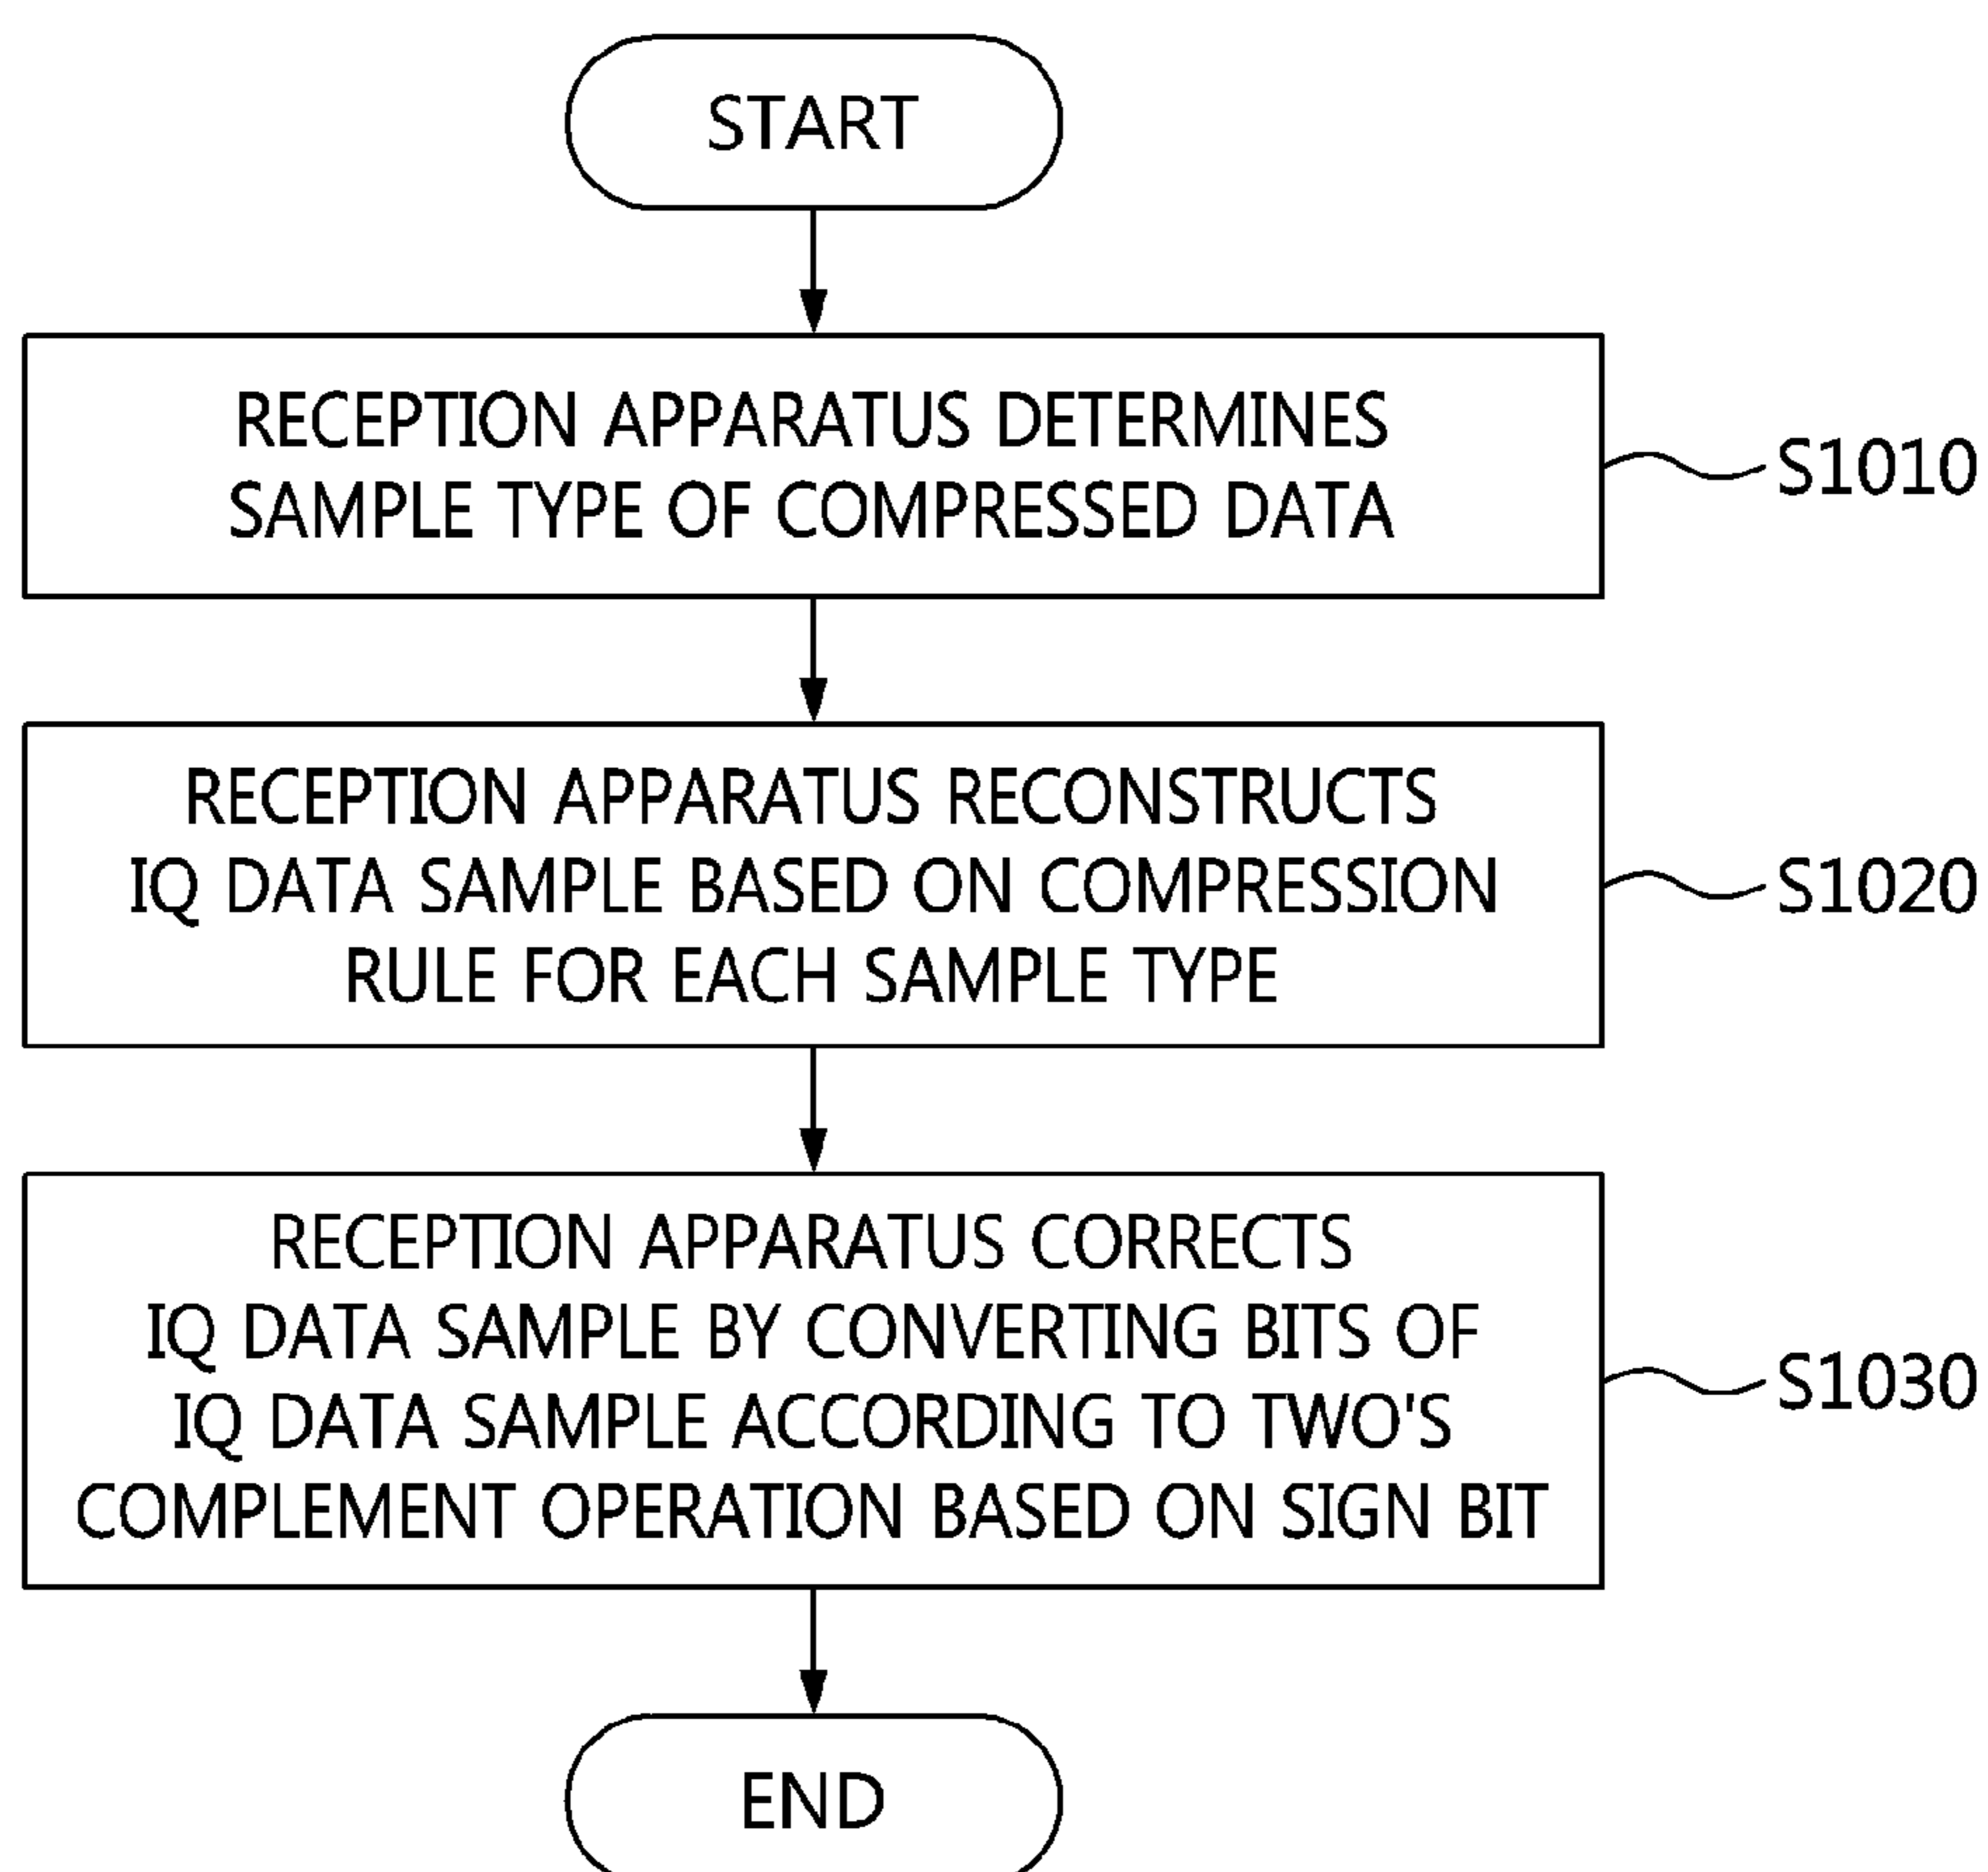 START
RECEPTION APPARATUS DETERMINES
SAMPLE TYPE OF COMPRESSED DATA
S1010
RECEPTION APPARATUS RECONSTRUCTS
IQ DATA SAMPLE BASED ON COMPRESSION
RULE FOR EACH SAMPLE TYPE
S1020
RECEPTION APPARATUS CORRECTS
IQ DATA SAMPLE BY CONVERTING BITS OF
IQ DATA SAMPLE ACCORDING TO TWO'S
COMPLEMENT OPERATION BASED ON SIGN BIT
S1030
END